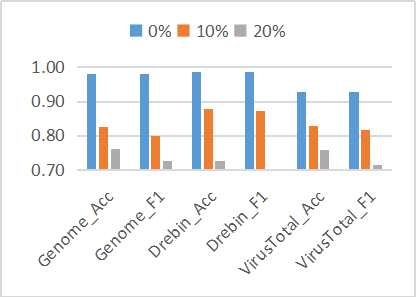 0% 10% 20%
1.00
0.90
0.80
0.70
Genome_Acc
Genome_F1
Drebin_Acc
Drebin_F1
VirusTotal_Acc
VirusTotal_F1